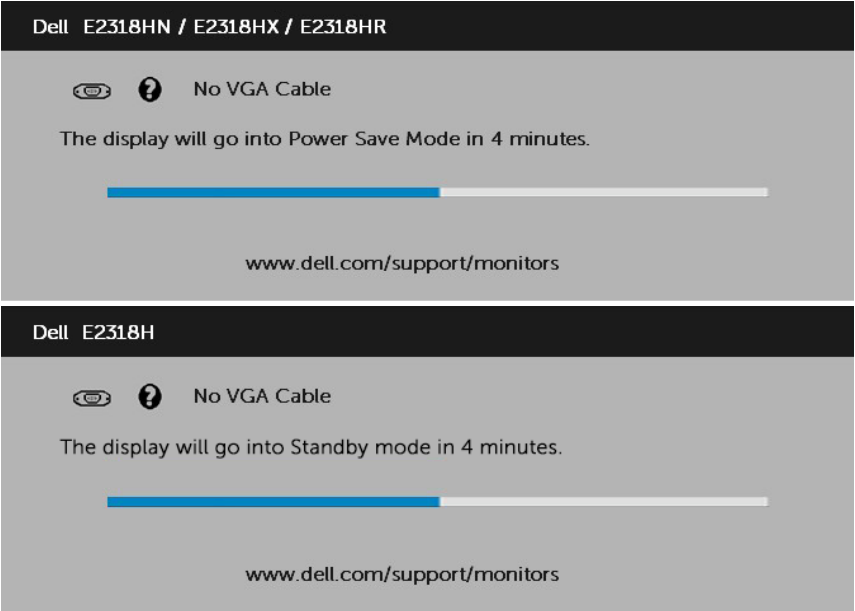 Dell E2318HN / E2318HX / E2318HR
No VGA Cable
The display will go into Power Save Mode in 4 minutes.
www.dell.com/support/monitors
Dell E2318H
No VGA Cable
The display will go into Standby mode in 4 minutes.
www.dell.com/support/monitors